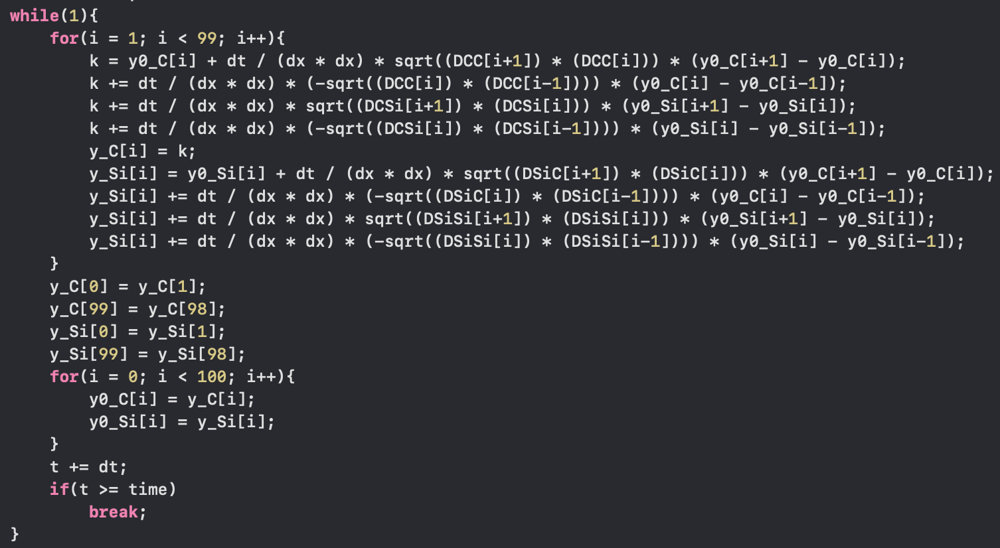 while(1){
    for(i = 1; i < 99; i++){
        k = y0_C[i] + dt / (dx * dx) * sqrt((DCC[i+1]) * (DCC[i])) * (y0_C[i+1] - y0_C[i]);
        k += dt / (dx * dx) * (-sqrt((DCC[i]) * (DCC[i-1]))) * (y0_C[i] - y0_C[i-1]);
        k += dt / (dx * dx) * sqrt((DCSi[i+1]) * (DCSi[i])) * (y0_Si[i+1] - y0_Si[i]);
        k += dt / (dx * dx) * (-sqrt((DCSi[i]) * (DCSi[i-1]))) * (y0_Si[i] - y0_Si[i-1]);
        y_C[i] = k;
        y_Si[i] = y0_Si[i] + dt / (dx * dx) * sqrt((DSiC[i+1]) * (DSiC[i])) * (y0_C[i+1] - y0_C[i]);
        y_Si[i] += dt / (dx * dx) * (-sqrt((DSiC[i]) * (DSiC[i-1]))) * (y0_C[i] - y0_C[i-1]);
        y_Si[i] += dt / (dx * dx) * sqrt((DSiSi[i+1]) * (DSiSi[i])) * (y0_Si[i+1] - y0_Si[i]);
        y_Si[i] += dt / (dx * dx) * (-sqrt((DSiSi[i]) * (DSiSi[i-1]))) * (y0_Si[i] - y0_Si[i-1]);
    }
    y_C[0] = y_C[1];
    y_C[99] = y_C[98];
    y_Si[0] = y_Si[1];
    y_Si[99] = y_Si[98];
    for(i = 0; i < 100; i++){
        y0_C[i] = y_C[i];
        y0_Si[i] = y_Si[i];
    }
    t += dt;
    if(t >= time)
        break;
}